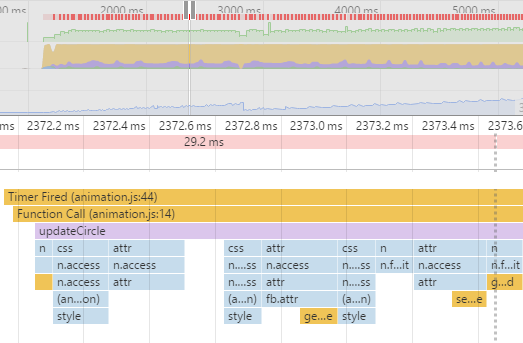 00 ms 2000 ms 3000 ms 4000 ms 5000 ms
ms 2372.2 ms 2372.4 ms 2372.6 ms 2372.8 ms 2373.0 ms 2373.2 ms 2373.4 ms 2373.6
29.2 ms
Timer Fired (animation.js:44)
Function Call (animation.js:14)
updateCircle
n css attr css attr css n attr n
n.access n.access n....ss n.access n....ss n.f...it n.access n.f...it
n.access attr (a...n) attr (a...n) attr g...d
(an...on) (a...n) fb.attr (a...n) se...e
style style ge...e style